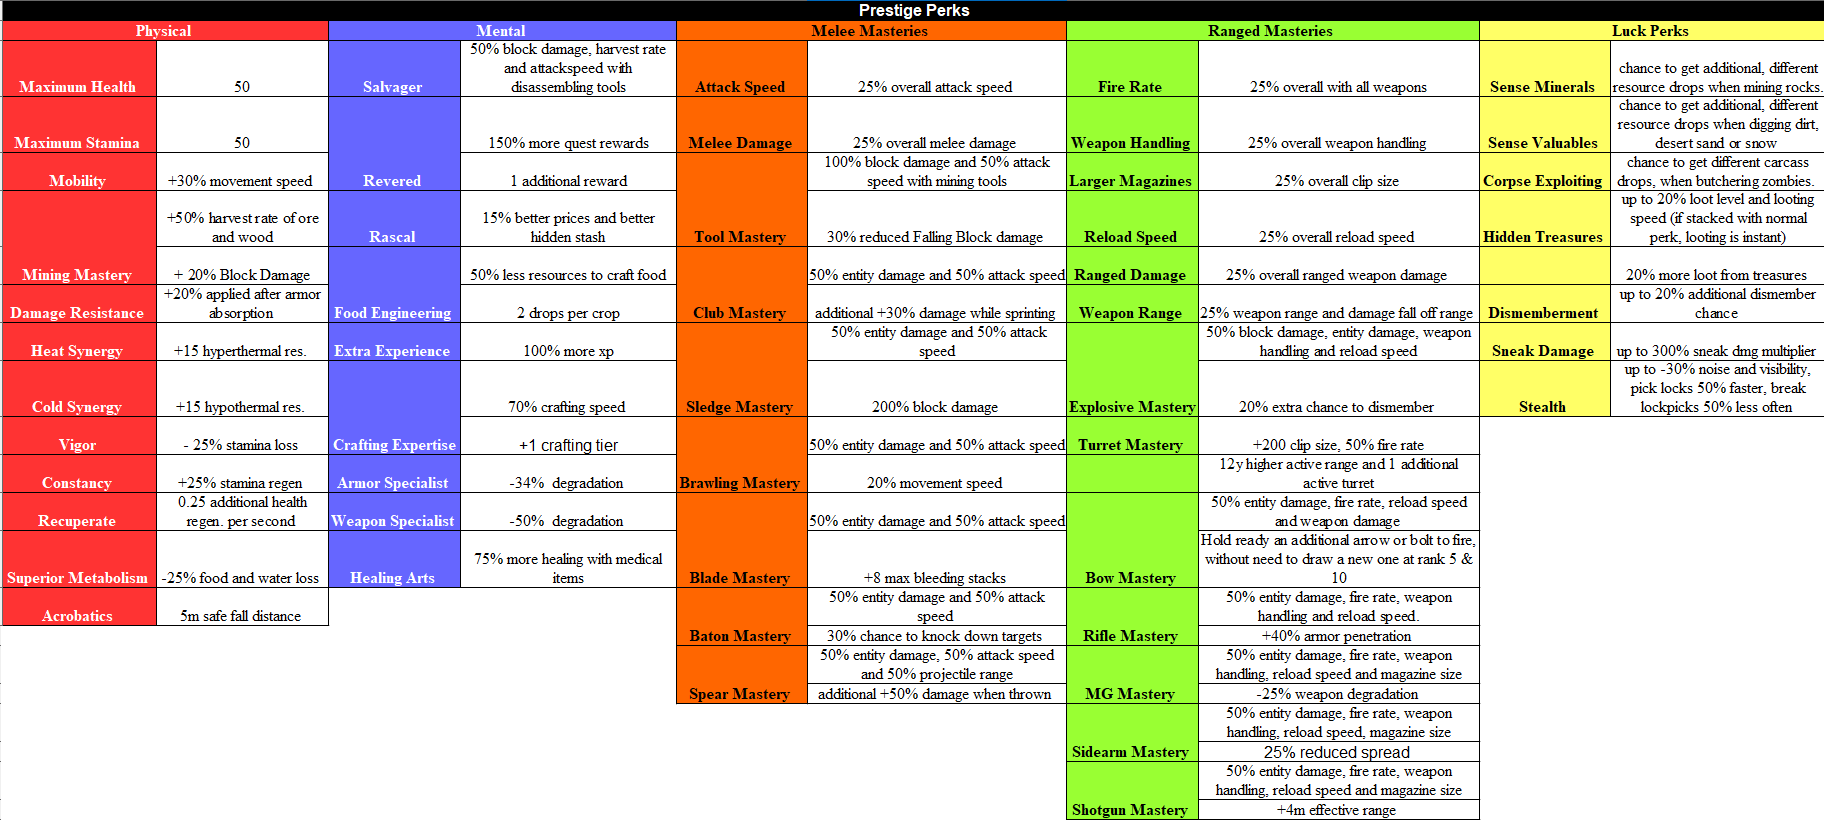 Prestige Perks
Physical
Mental
Melee Masteries
Ranged Masteries
Luck Perks
Maximum Health
50
Maximum Stamina
50
Mobility
+30% movement speed
Mining Mastery
+50% harvest rate of ore
and wood
+ 20% Block Damage
Damage Resistance
+20% applied after armor
absorption
Heat Synergy
+15 hyperthermal res.
Cold Synergy
+15 hypothermal res.
Vigor
- 25% stamina loss
Constancy
+25% stamina regen
Recuperate
0.25 additional health
regen. per second
Superior Metabolism
-25% food and water loss
Acrobatics
5m safe fall distance
Salvager
50% block damage, harvest rate
and attackspeed with
disassembling tools
Revered
150% more quest rewards
1 additional reward
Rascal
15% better prices and better
hidden stash
Food Engineering
50% less resources to craft food
2 drops per crop
Extra Experience
100% more xp
Crafting Expertise
70% crafting speed
+1 crafting tier
Armor Specialist
-34%  degradation
Weapon Specialist
-50%  degradation
Healing Arts
75% more healing with medical
items
Attack Speed
25% overall attack speed
Melee Damage
25% overall melee damage
Tool Mastery
100% block damage and 50% attack
speed with mining tools
30% reduced Falling Block damage
Club Mastery
50% entity damage and 50% attack speed
additional +30% damage while sprinting
Sledge Mastery
50% entity damage and 50% attack
speed
200% block damage
Brawling Mastery
50% entity damage and 50% attack speed
20% movement speed
Blade Mastery
50% entity damage and 50% attack speed
+8 max bleeding stacks
Baton Mastery
50% entity damage and 50% attack
speed
30% chance to knock down targets
Spear Mastery
50% entity damage, 50% attack speed
and 50% projectile range
additional +50% damage when thrown
Fire Rate
25% overall with all weapons
Weapon Handling
25% overall weapon handling
Larger Magazines
25% overall clip size
Reload Speed
25% overall reload speed
Ranged Damage
25% overall ranged weapon damage
Weapon Range
25% weapon range and damage fall off range
Explosive Mastery
50% block damage, entity damage, weapon
handling and reload speed
20% extra chance to dismember
Turret Mastery
+200 clip size, 50% fire rate
12y higher active range and 1 additional
active turret
Bow Mastery
50% entity damage, fire rate, reload speed
and weapon damage
Hold ready an additional arrow or bolt to fire,
without need to draw a new one at rank 5 &
10
Rifle Mastery
50% entity damage, fire rate, weapon
handling and reload speed.
+40% armor penetration
MG Mastery
50% entity damage, fire rate, weapon
handling, reload speed and magazine size
-25% weapon degradation
Sidearm Mastery
50% entity damage, fire rate, weapon
handling, reload speed, magazine size
25% reduced spread
Shotgun Mastery
50% entity damage, fire rate, weapon
handling, reload speed and magazine size
+4m effective range
Sense Minerals
chance to get additional, different
resource drops when mining rocks.
Sense Valuables
chance to get additional, different
resource drops when digging dirt,
desert sand or snow
Corpse Exploiting
chance to get different carcass
drops, when butchering zombies.
Hidden Treasures
up to 20% loot level and looting
speed (if stacked with normal
perk, looting is instant)
20% more loot from treasures
Dismemberment
up to 20% additional dismember
chance
Sneak Damage
up to 300% sneak dmg multiplier
Stealth
up to -30% noise and visibility,
pick locks 50% faster, break
lockpicks 50% less often